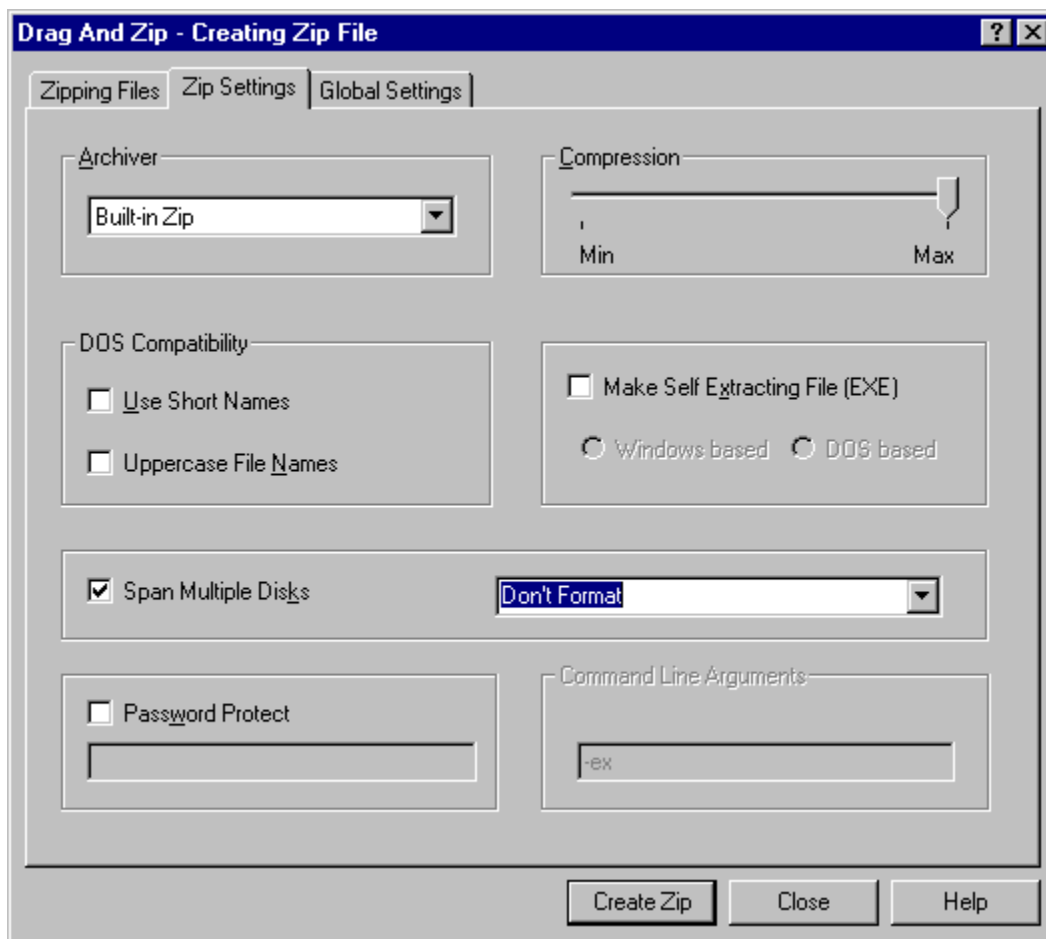 Drag And Zip - Creating Zip File
Zipping Files Zip Settings Global Settings
Archiver
Built-in Zip
Compression
Min Max
DOS Compatibility
Use Short Names
Uppercase File Names
Make Self Extracting File (EXE)
Windows based DOS based
Span Multiple Disks Don't Format
Password Protect
Command Line Arguments
-ex
Create Zip Close Help